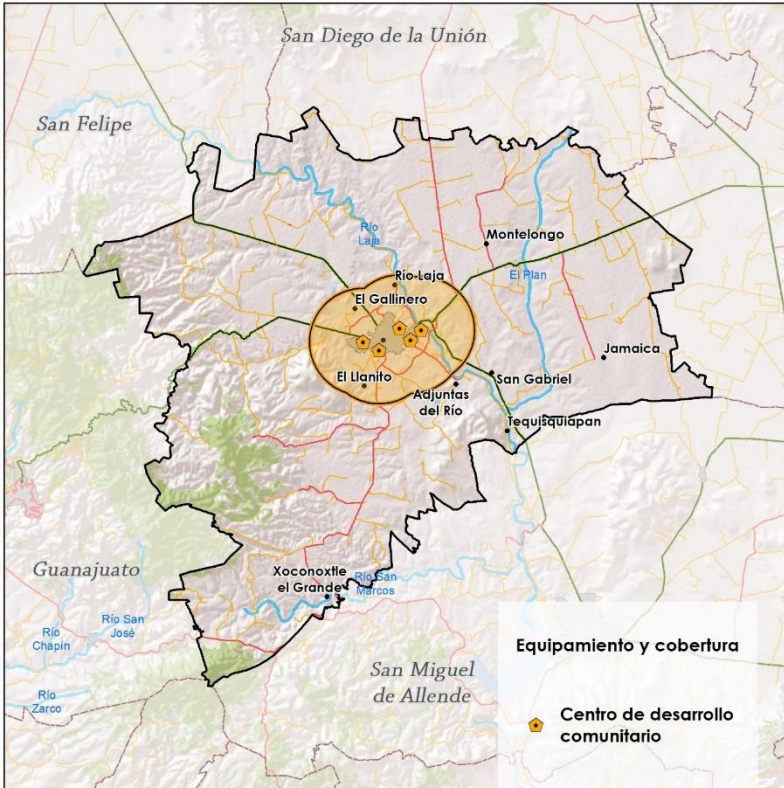 San Diego de la Unión
San Felipe
Río
Laja
Montelongo
El Plan
Río Laja
El Gallinero
Jamaica
San Gabriel
El Llanito
Adjuntas
del Río
Tequisquiapan
Guanajuato
Xoconoxtle
el Grande
Río San
Marcos
Río San
José
Río
Chapín
Río
Zarco
San Miguel
de Allende
Equipamiento y cobertura
Centro de desarrollo
comunitario